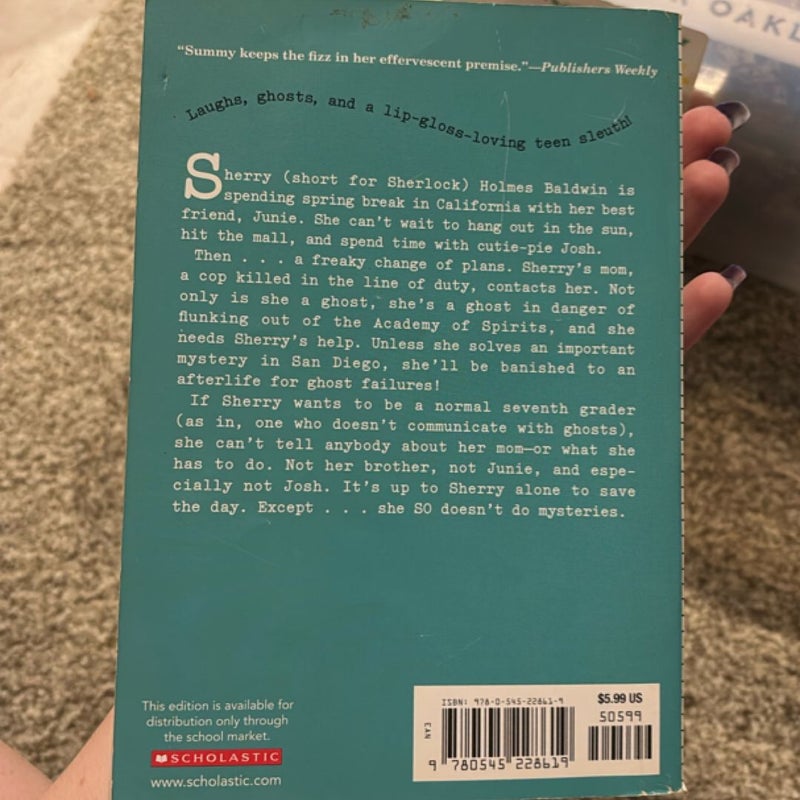 OAKL
"Summy keeps the fizz in her effervescent premise."—Publishers Weekly
Laughs, ghosts, and a lip-gloss-loving teen sleuth!
Sherry (short for Sherlock) Holmes Baldwin is
spending spring break in California with her best
friend, Junie. She can't wait to hang out in the sun,
hit the mall, and spend time with cutie-pie Josh.
Then . . . a freaky change of plans. Sherry's mom,
a cop killed in the line of duty, contacts her. Not
only is she a ghost, she's a ghost in danger of
flunking out of the Academy of Spirits, and she
needs Sherry's help. Unless she solves an important
mystery in San Diego, she'll be banished to an
afterlife for ghost failures!
If Sherry wants to be a normal seventh grader
(as in, one who doesn't communicate with ghosts),
she can't tell anybody about her mom—or what she
has to do. Not her brother, not Junie, and espe-
cially not Josh. It's up to Sherry alone to save
the day. Except . . . she SO doesn't do mysteries.
This edition is available for
distribution only through
the school market.
SCHOLASTIC
www.scholastic.com
ISBN: 978-0-545-22861-9
$5.99 US
50599
EAN
9 780545 228619